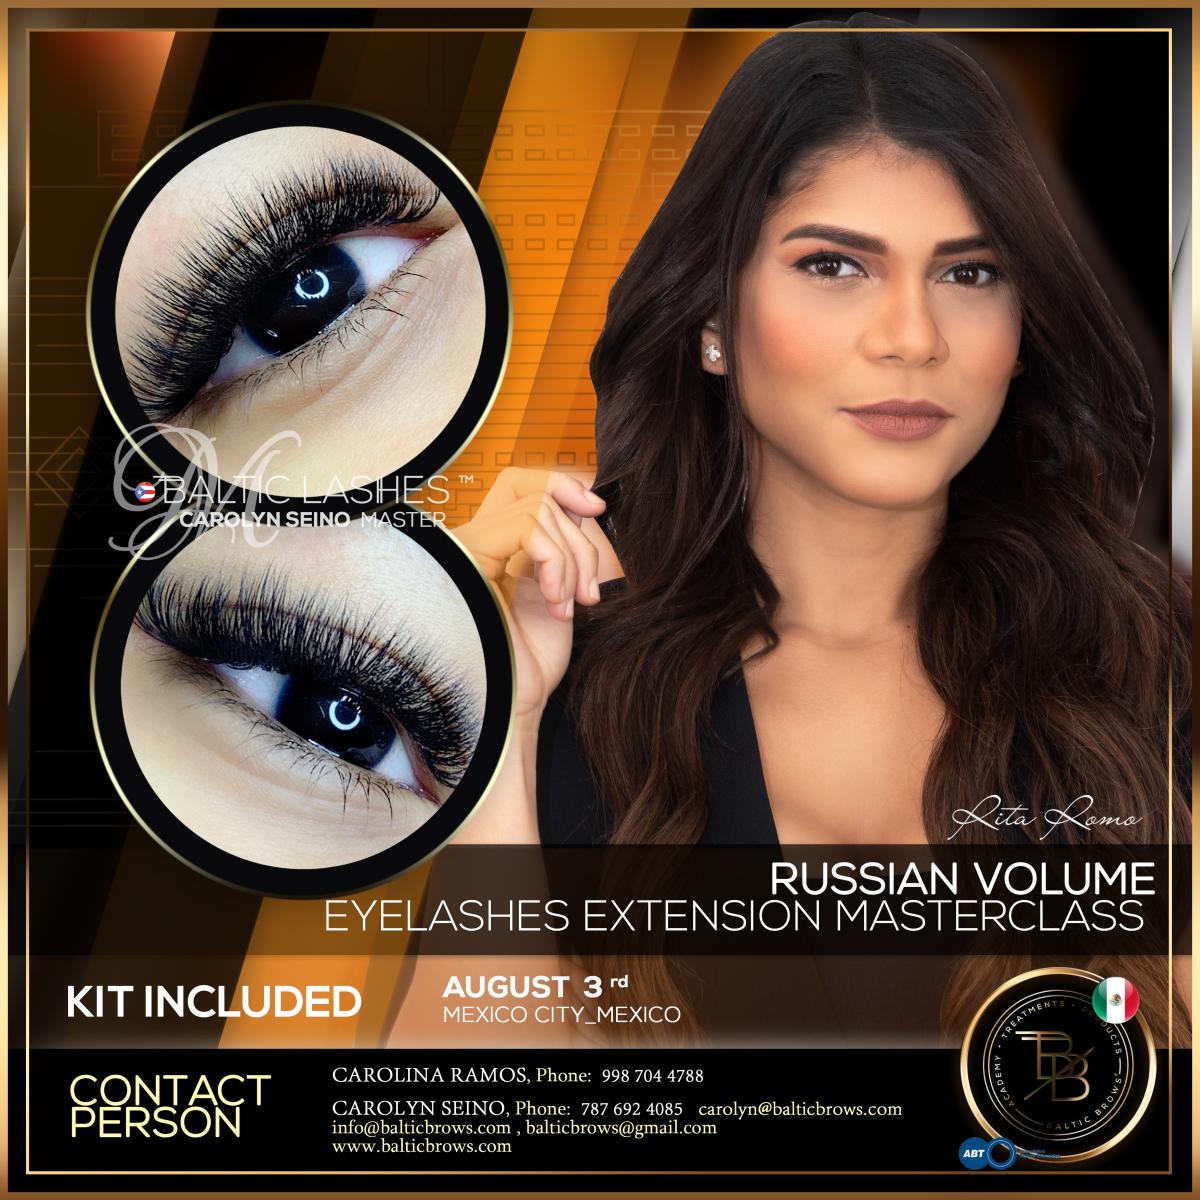 M
BALTIC LASHES™
CAROLYN SEINO MASTER
Rita Romo
RUSSIAN VOLUME
EYELASHES EXTENSION MASTERCLASS
KIT INCLUDED
AUGUST 3 rd
MEXICO CITY_MEXICO
CONTACT
PERSON
CAROLINA RAMOS, Phone: 998 704 4788
CAROLYN SEINO, Phone: 787 692 4085 carolyn@balticbrows.com
info@balticbrows.com , balticbrows@gmail.com
www.balticbrows.com
ACADEMY · TREATMENTS · PRODUCTS
BB
BALTIC BROWS
ABT